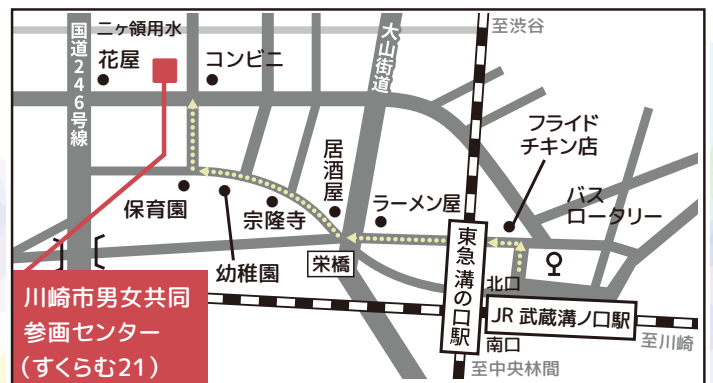 二ヶ領用水
至渋谷
国道246号線
花屋
コンビニ
大山街道
フライド
チキン店
居酒屋
バス
ロータリー
保育園
宗隆寺
ラーメン屋
幼稚園
栄橋
東急 溝の口駅
北口
JR 武蔵溝ノ口駅
南口
至川崎
至中央林間
川崎市男女共同
参画センター
（すくらむ21）